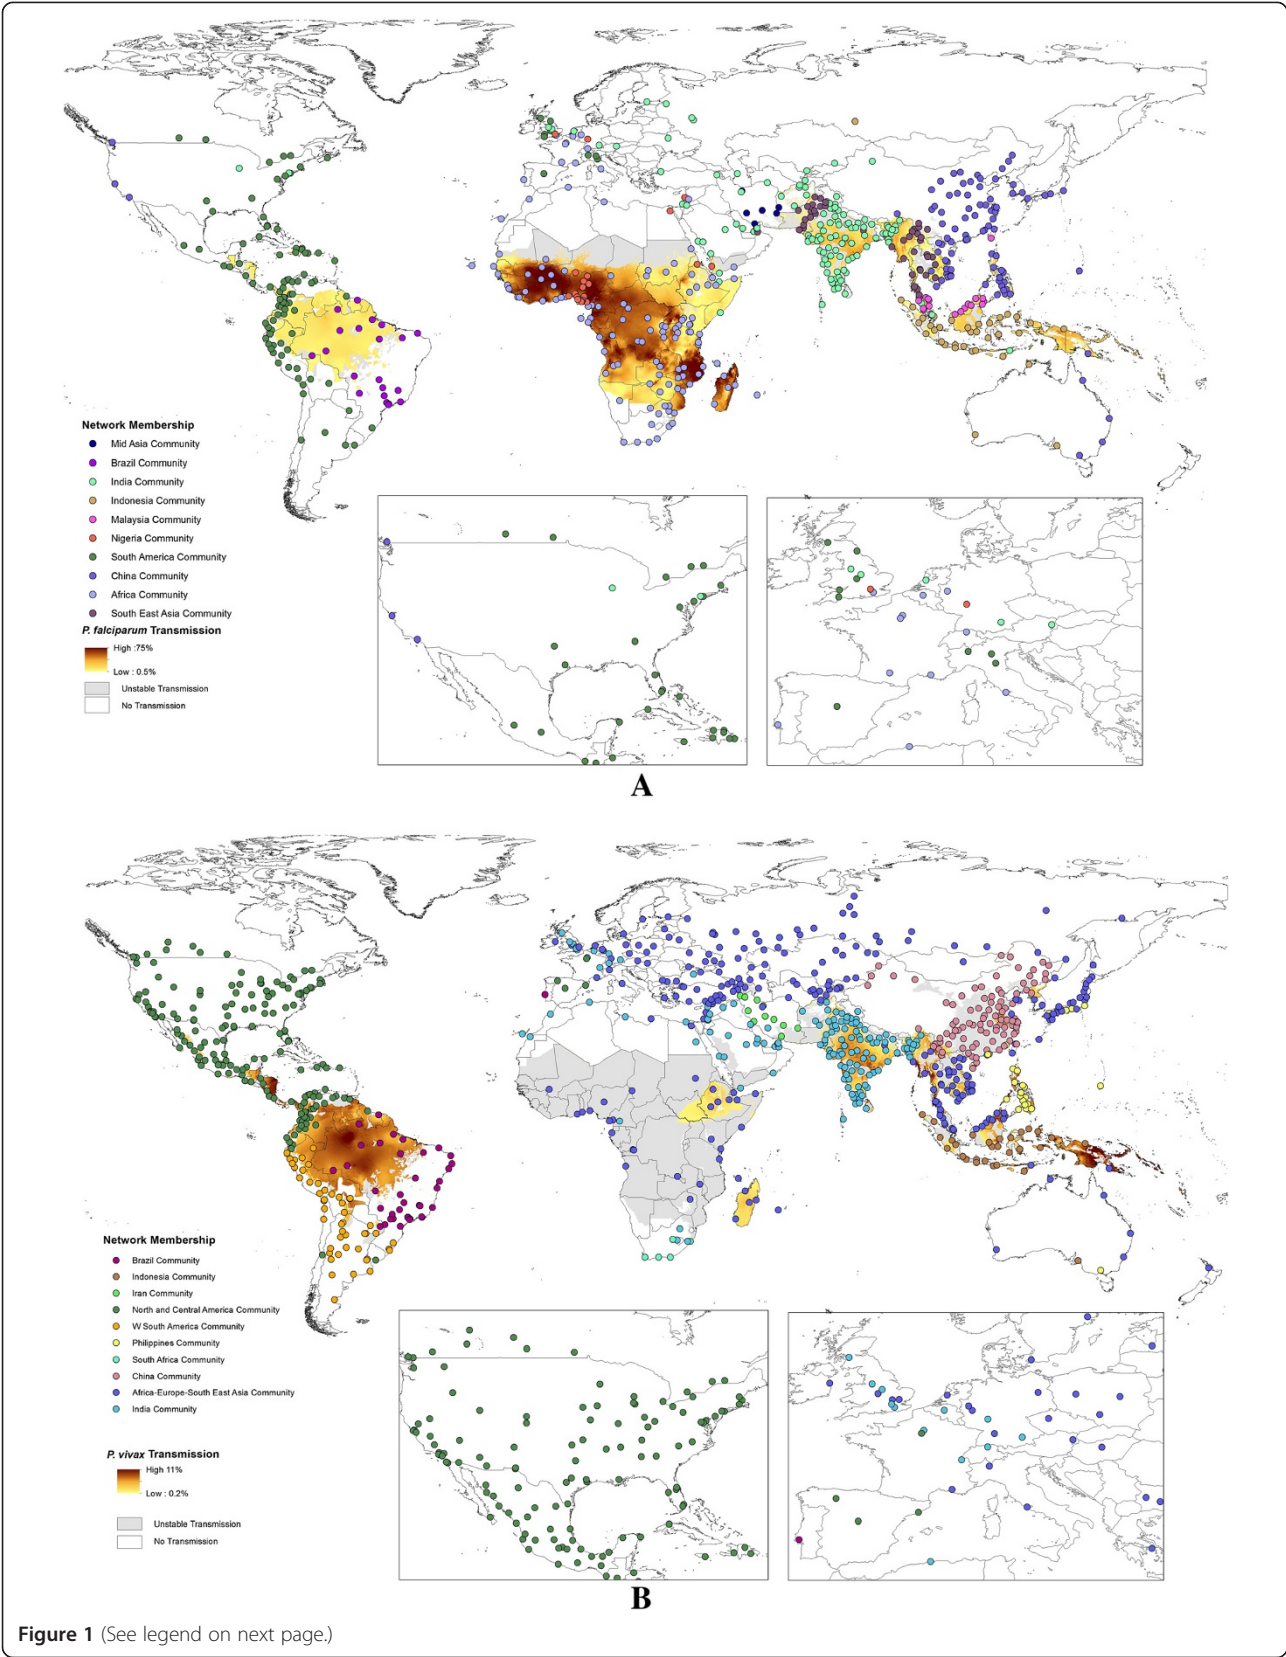 Network Membership
Mid Asia Community
Brazil Community
India Community
Indonesia Community
Malaysia Community
Nigeria Community
South America Community
China Community
Africa Community
South East Asia Community
P. falciparum Transmission
High :75%
Low : 0.5%
Unstable Transmission
No Transmission
A
Network Membership
Brazil Community
Indonesia Community
Iran Community
North and Central America Community
W South America Community
Philippines Community
South Africa Community
China Community
Africa-Europe-South East Asia Community
India Community
P. vivax Transmission
High 11%
Low : 0.2%
Unstable Transmission
No Transmission
B
Figure 1 (See legend on next page.)